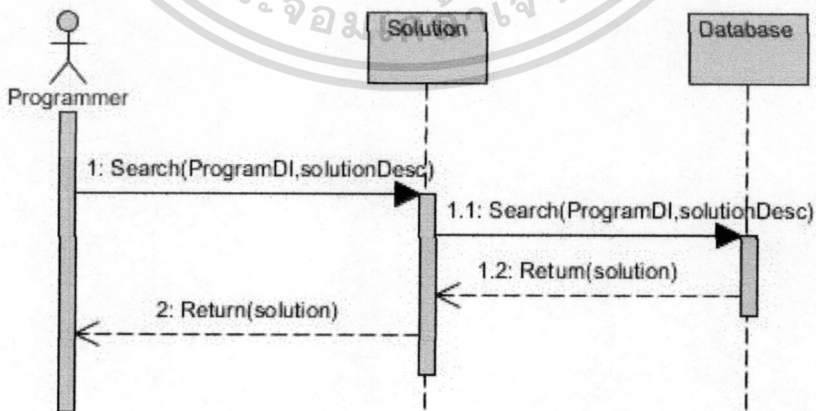 Solution
Database
Programmer
1: Search(ProgramDI,solutionDesc)
1.1: Search(ProgramDI,solutionDesc)
1.2: Return(solution)
2: Return(solution)